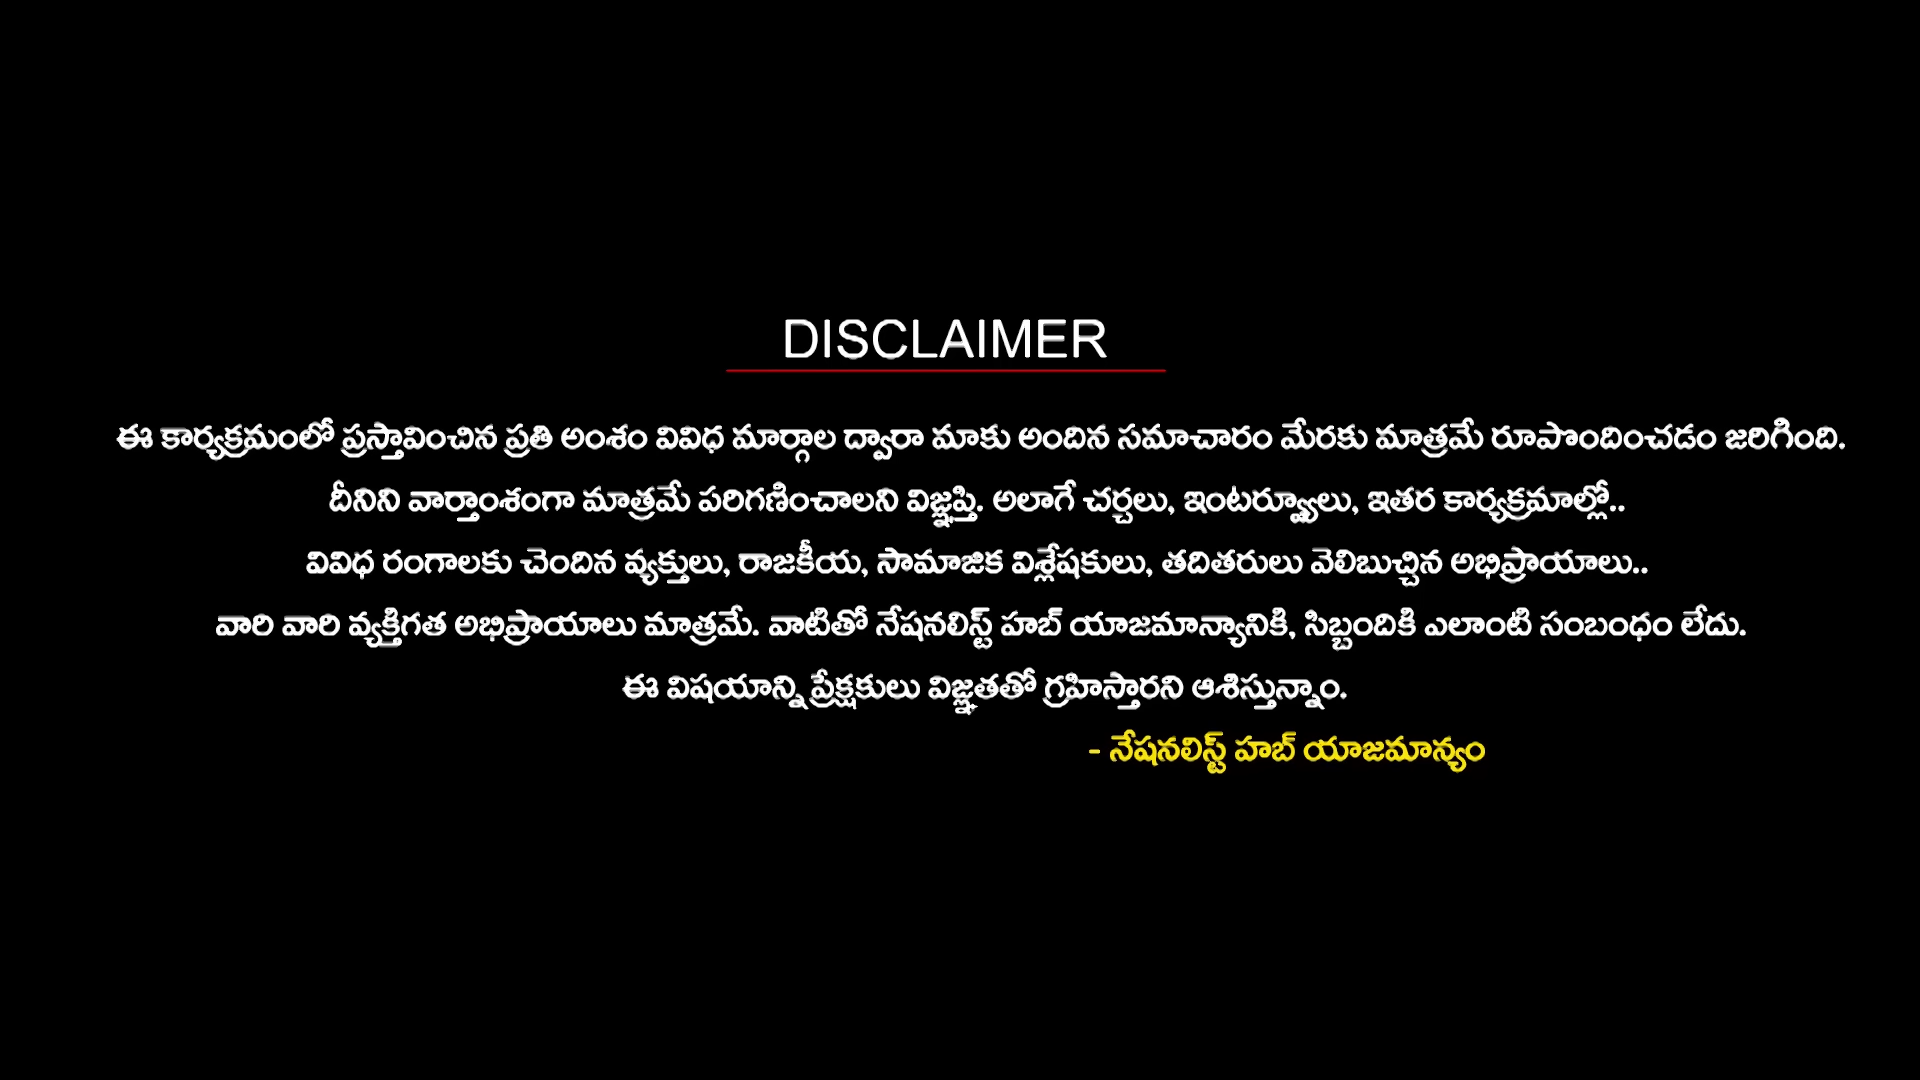 DISCLAIMER
ఈ కార్యక్రమంలో ప్రస్తావించిన ప్రతి అంశం వివిధ మార్గాల ద్వారా మాకు అందిన సమాచారం మేరకు మాత్రమే రూపొందించడం జరిగింది.
దీనిని వార్తాంశంగా మాత్రమే పరిగణించాలని విజ్ఞప్తి. అలాగే చర్చలు, ఇంటర్వ్యూలు, ఇతర కార్యక్రమాల్లో..
వివిధ రంగాలకు చెందిన వ్యక్తులు, రాజకీయ, సామాజిక విశ్లేషకులు, తదితరులు వెలిబుచ్చిన అభిప్రాయాలు..
వారి వారి వ్యక్తిగత అభిప్రాయాలు మాత్రమే. వాటితో నేషనలిస్ట్ హబ్ యాజమాన్యానికి, సిబ్బందికి ఎలాంటి సంబంధం లేదు.
ఈ విషయాన్ని ప్రేక్షకులు విజ్ఞతతో గ్రహిస్తారని ఆశిస్తున్నాం.
- నేషనలిస్ట్ హబ్ యాజమాన్యం